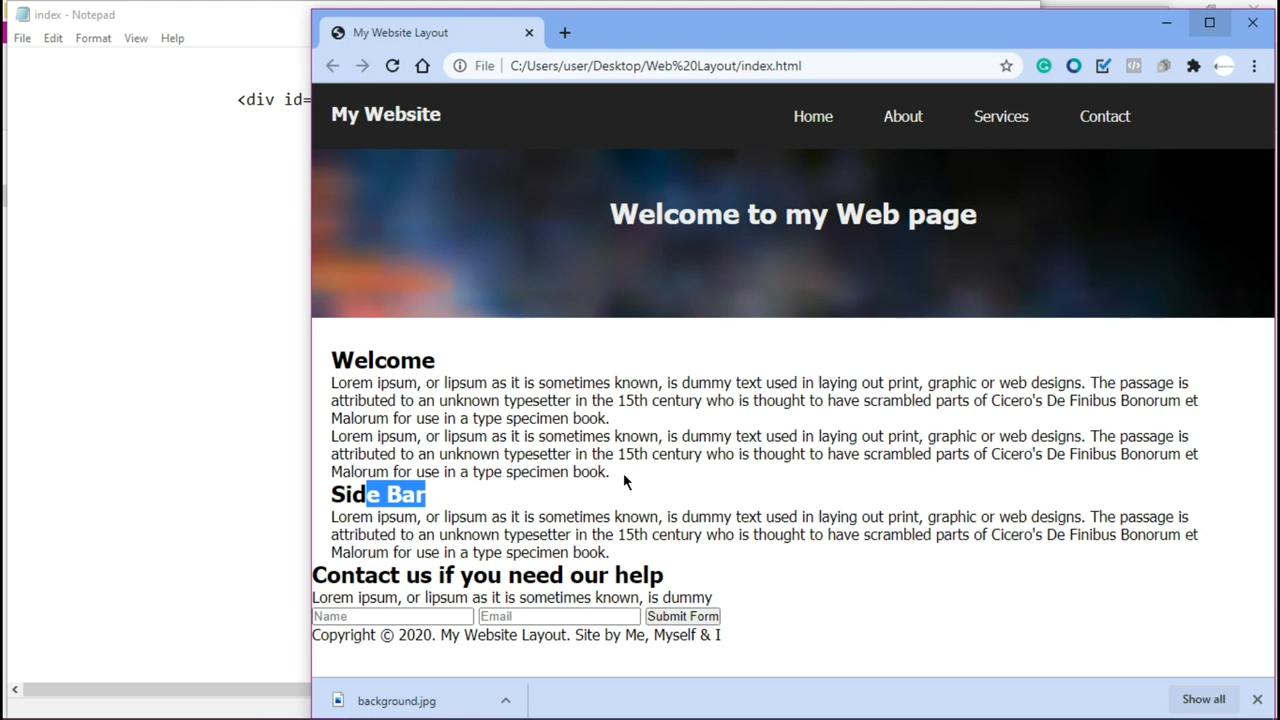 index - Notepad
File Edit Format View Help
<div id=
My Website Layout
File C:/Users/user/Desktop/Web%20Layout/index.html
My Website
Home About Services Contact
Welcome to my Web page
Welcome
Lorem ipsum, or lipsum as it is sometimes known, is dummy text used in laying out print, graphic or web designs. The passage is
attributed to an unknown typesetter in the 15th century who is thought to have scrambled parts of Cicero's De Finibus Bonorum et
Malorum for use in a type specimen book.
Lorem ipsum, or lipsum as it is sometimes known, is dummy text used in laying out print, graphic or web designs. The passage is
attributed to an unknown typesetter in the 15th century who is thought to have scrambled parts of Cicero's De Finibus Bonorum et
Malorum for use in a type specimen book.
Side Bar
Lorem ipsum, or lipsum as it is sometimes known, is dummy text used in laying out print, graphic or web designs. The passage is
attributed to an unknown typesetter in the 15th century who is thought to have scrambled parts of Cicero's De Finibus Bonorum et
Malorum for use in a type specimen book.
Contact us if you need our help
Lorem ipsum, or lipsum as it is sometimes known, is dummy
Name Email Submit Form
Copyright © 2020. My Website Layout. Site by Me, Myself & I
background.jpg
Show all